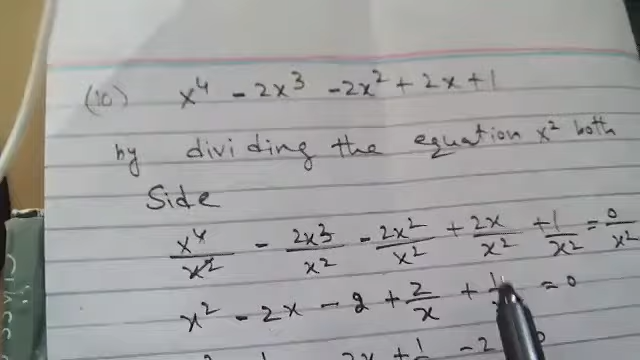 (10) x⁴ - 2x³ - 2x² + 2x + 1
by dividing the equation x² both
Side
x⁴/x² - 2x³/x² - 2x²/x² + 2x/x² + 1/x² = 0/x²
x² - 2x - 2 + 2/x + 1/ = 0